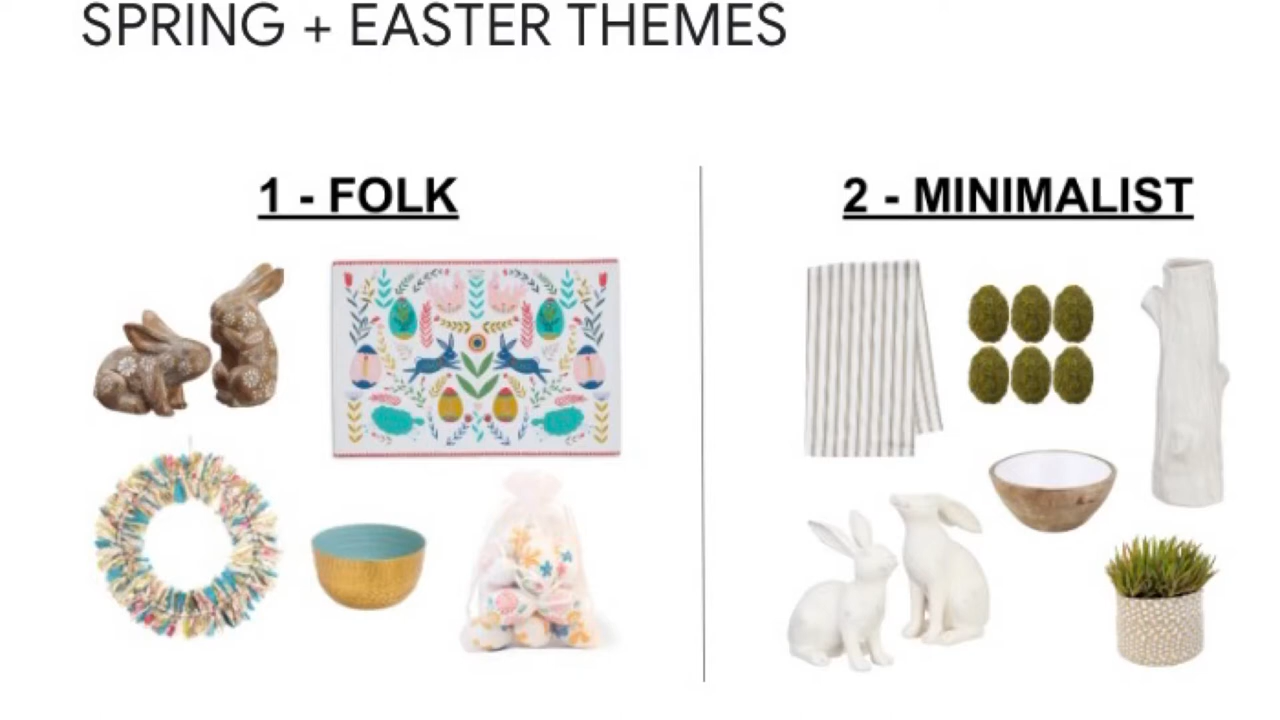 SPRING + EASTER THEMES
1 - FOLK
2 - MINIMALIST